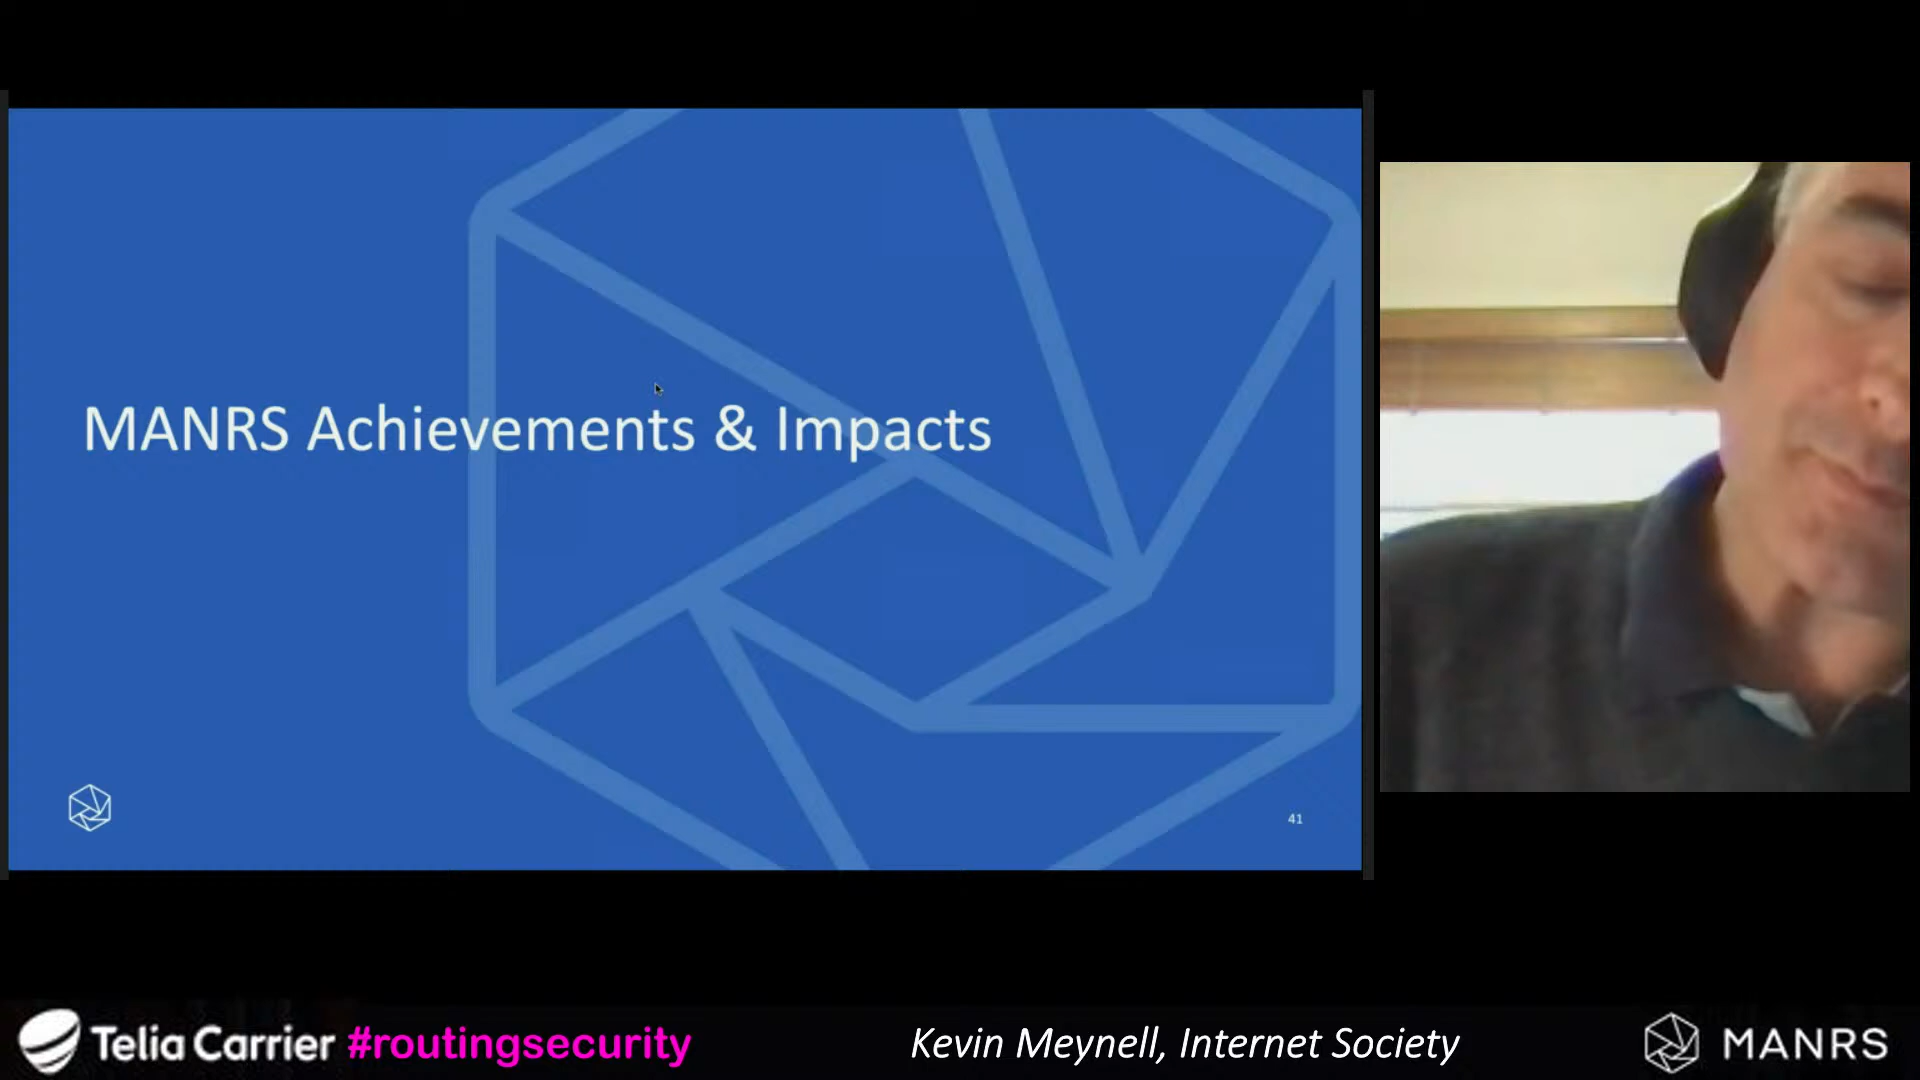 MANRS Achievements & Impacts
41
Telia Carrier #routingsecurity
Kevin Meynell, Internet Society
MANRS